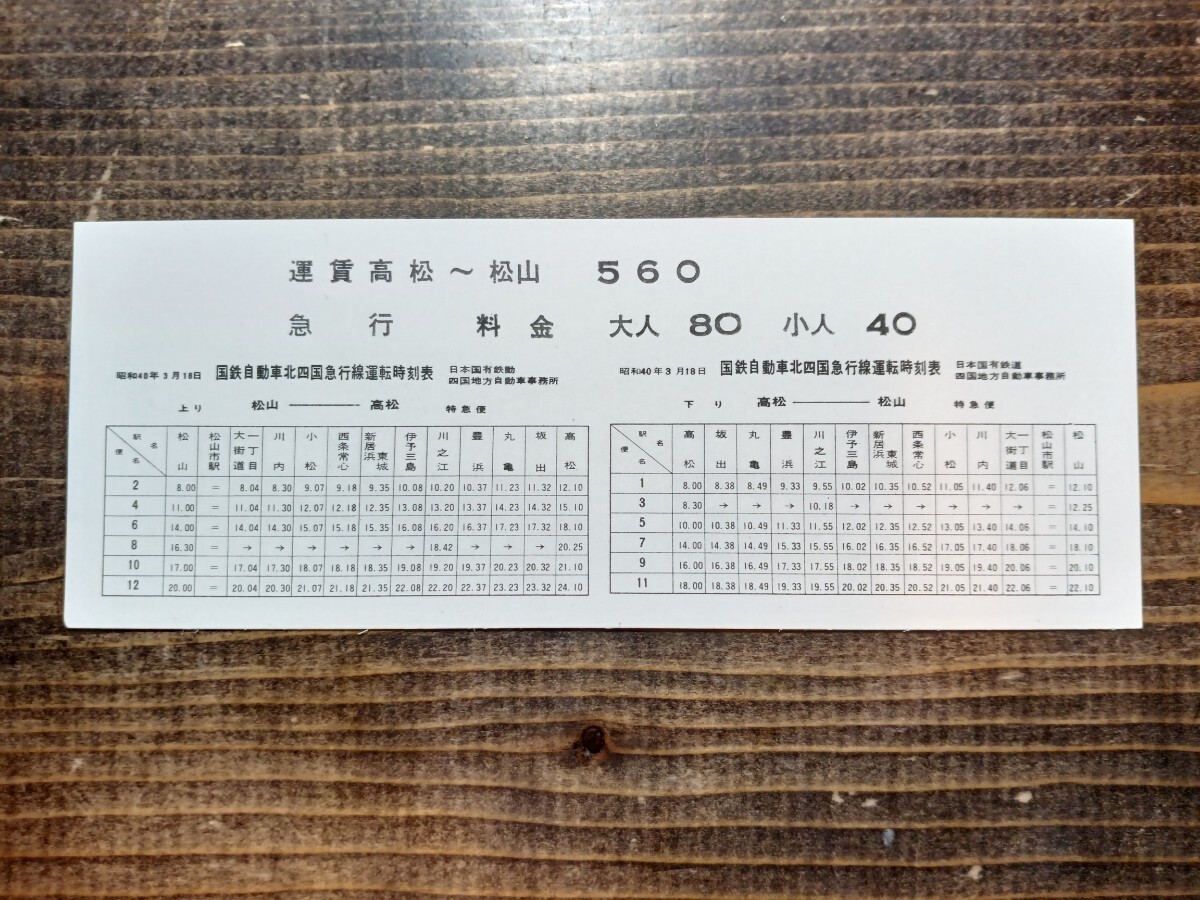 運賃高松～松山 560
急行 料金 大人 80 小人 40
昭和40年3月18日 国鉄自動車北四国急行線運転時刻表 日本国有鉄動
四国地方自動車事務所
上り 松山 ― 高松 特急便
駅名 便名 松山 松山市駅 大街道一丁目 川内 小松 西条常心 新居浜東城 伊予三島 川之江 豊浜 丸亀 坂出 高松
2 8.00 = 8.04 8.30 9.07 9.18 9.35 10.08 10.20 10.37 11.23 11.32 12.10
4 11.00 = 11.04 11.30 12.07 12.18 12.35 13.08 13.20 13.37 14.23 14.32 15.10
6 14.00 = 14.04 14.30 15.07 15.18 15.35 16.08 16.20 16.37 17.23 17.32 18.10
8 16.30 = → → → → → → 18.42 → → → 20.25
10 17.00 = 17.04 17.30 18.07 18.18 18.35 19.08 19.20 19.37 20.23 20.32 21.10
12 20.00 = 20.04 20.30 21.07 21.18 21.35 22.08 22.20 22.37 23.23 23.32 24.10
昭和40年3月18日 国鉄自動車北四国急行線運転時刻表 日本国有鉄道
四国地方自動車事務所
下り 高松 ― 松山 特急便
駅名 便名 高松 坂出 丸亀 豊浜 川之江 伊予三島 新居浜東城 西条常心 小松 川内 大街道一丁目 松山市駅 松山
1 8.00 8.38 8.49 9.33 9.55 10.02 10.35 10.52 11.05 11.40 12.06 = 12.10
3 8.30 → → → 10.18 → → → → → → = 12.25
5 10.00 10.38 10.49 11.33 11.55 12.02 12.35 12.52 13.05 13.40 14.06 = 14.10
7 14.00 14.38 14.49 15.33 15.55 16.02 16.35 16.52 17.05 17.40 18.06 = 18.10
9 16.00 16.38 16.49 17.33 17.55 18.02 18.35 18.52 19.05 19.40 20.06 = 20.10
11 18.00 18.38 18.49 19.33 19.55 20.02 20.35 20.52 21.05 21.40 22.06 = 22.10